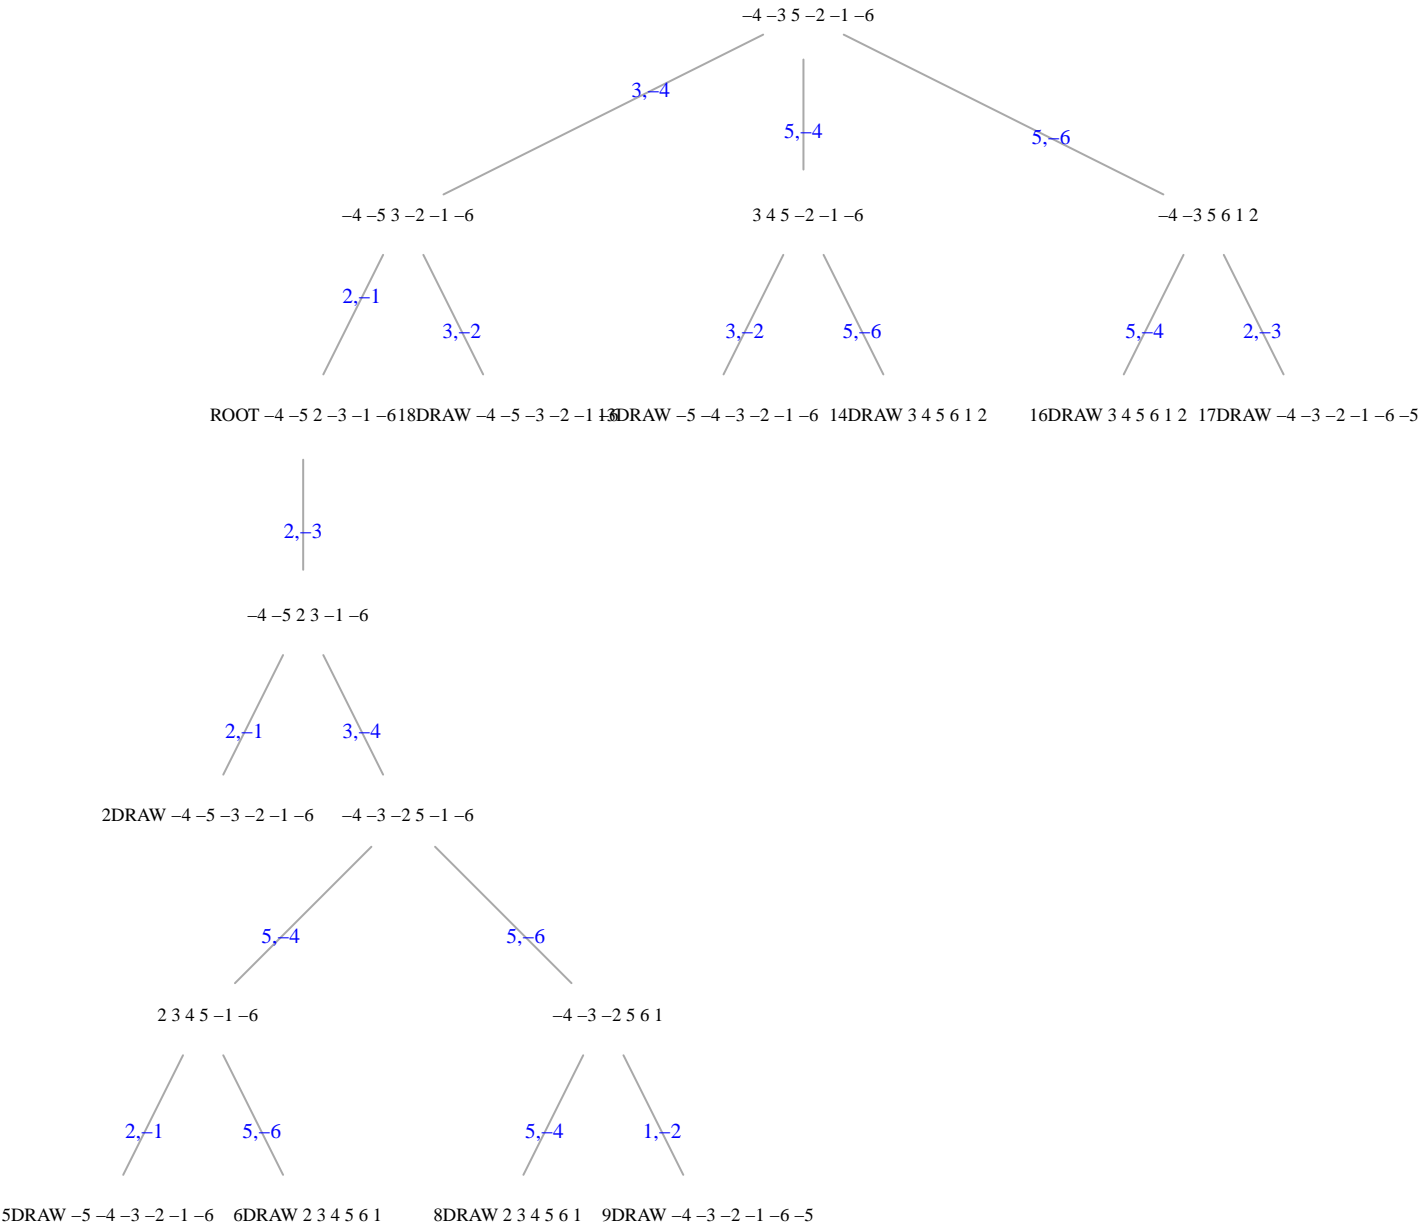 –4 –3 5 –2 –1 –6
3,–4
5,–4
5,–6
–4 –5 3 –2 –1 –6
3 4 5 –2 –1 –6
–4 –3 5 6 1 2
2,–1
3,–2
3,–2
5,–6
5,–4
2,–3
ROOT –4 –5 2 –3 –1 –6
18DRAW –4 –5 –3 –2 –1 –6
13DRAW –5 –4 –3 –2 –1 –6
14DRAW 3 4 5 6 1 2
16DRAW 3 4 5 6 1 2
17DRAW –4 –3 –2 –1 –6 –5
2,–3
–4 –5 2 3 –1 –6
2,–1
3,–4
2DRAW –4 –5 –3 –2 –1 –6
–4 –3 –2 5 –1 –6
5,–4
5,–6
2 3 4 5 –1 –6
–4 –3 –2 5 6 1
2,–1
5,–6
5,–4
1,–2
5DRAW –5 –4 –3 –2 –1 –6
6DRAW 2 3 4 5 6 1
8DRAW 2 3 4 5 6 1
9DRAW –4 –3 –2 –1 –6 –5